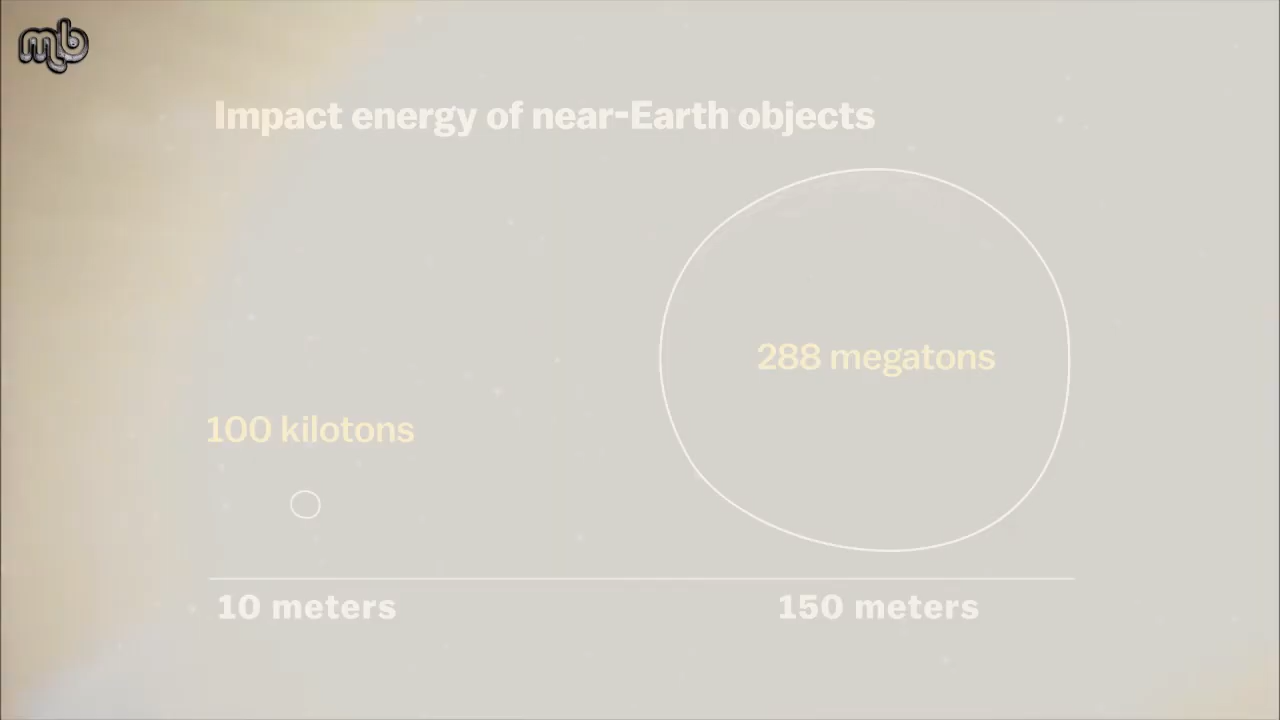 mb
Impact energy of near-Earth objects
288 megatons
100 kilotons
10 meters
150 meters